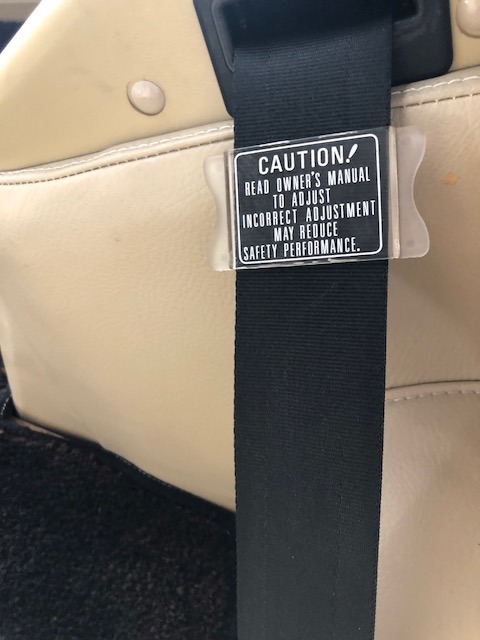 CAUTION!
READ OWNER'S MANUAL
TO ADJUST
INCORRECT ADJUSTMENT
MAY REDUCE
SAFETY PERFORMANCE.